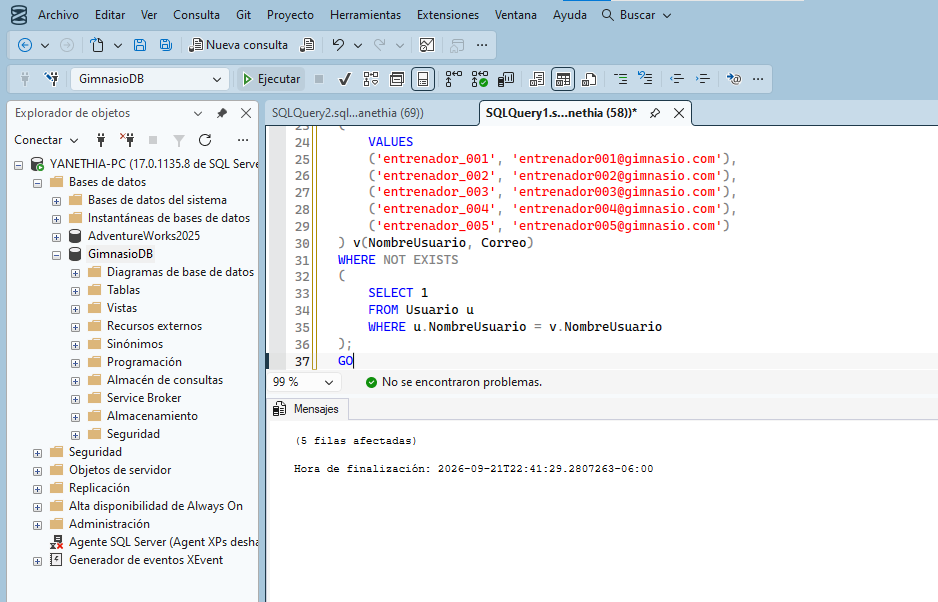 Archivo Editar Ver Consulta Git Proyecto Herramientas Extensiones Ventana Ayuda Buscar
Nueva consulta
GimnasioDB Ejecutar
Explorador de objetos
Conectar
YANETHIA-PC (17.0.1135.8 de SQL Serve
Bases de datos
Bases de datos del sistema
Instantáneas de bases de datos
AdventureWorks2025
GimnasioDB
Diagramas de base de datos
Tablas
Vistas
Recursos externos
Sinónimos
Programación
Almacén de consultas
Service Broker
Almacenamiento
Seguridad
Seguridad
Objetos de servidor
Replicación
Alta disponibilidad de Always On
Administración
Agente SQL Server (Agent XPs desha
Generador de eventos XEvent
SQLQuery2.sql...anethia (69)) SQLQuery1.s...nethia (58))*
23 (
24 VALUES
25 ('entrenador_001', 'entrenador001@gimnasio.com'),
26 ('entrenador_002', 'entrenador002@gimnasio.com'),
27 ('entrenador_003', 'entrenador003@gimnasio.com'),
28 ('entrenador_004', 'entrenador004@gimnasio.com'),
29 ('entrenador_005', 'entrenador005@gimnasio.com')
30 ) v(NombreUsuario, Correo)
31 WHERE NOT EXISTS
32 (
33 SELECT 1
34 FROM Usuario u
35 WHERE u.NombreUsuario = v.NombreUsuario
36 );
37 GO
99 % No se encontraron problemas.
Mensajes
(5 filas afectadas)
Hora de finalización: 2026-09-21T22:41:29.2807263-06:00